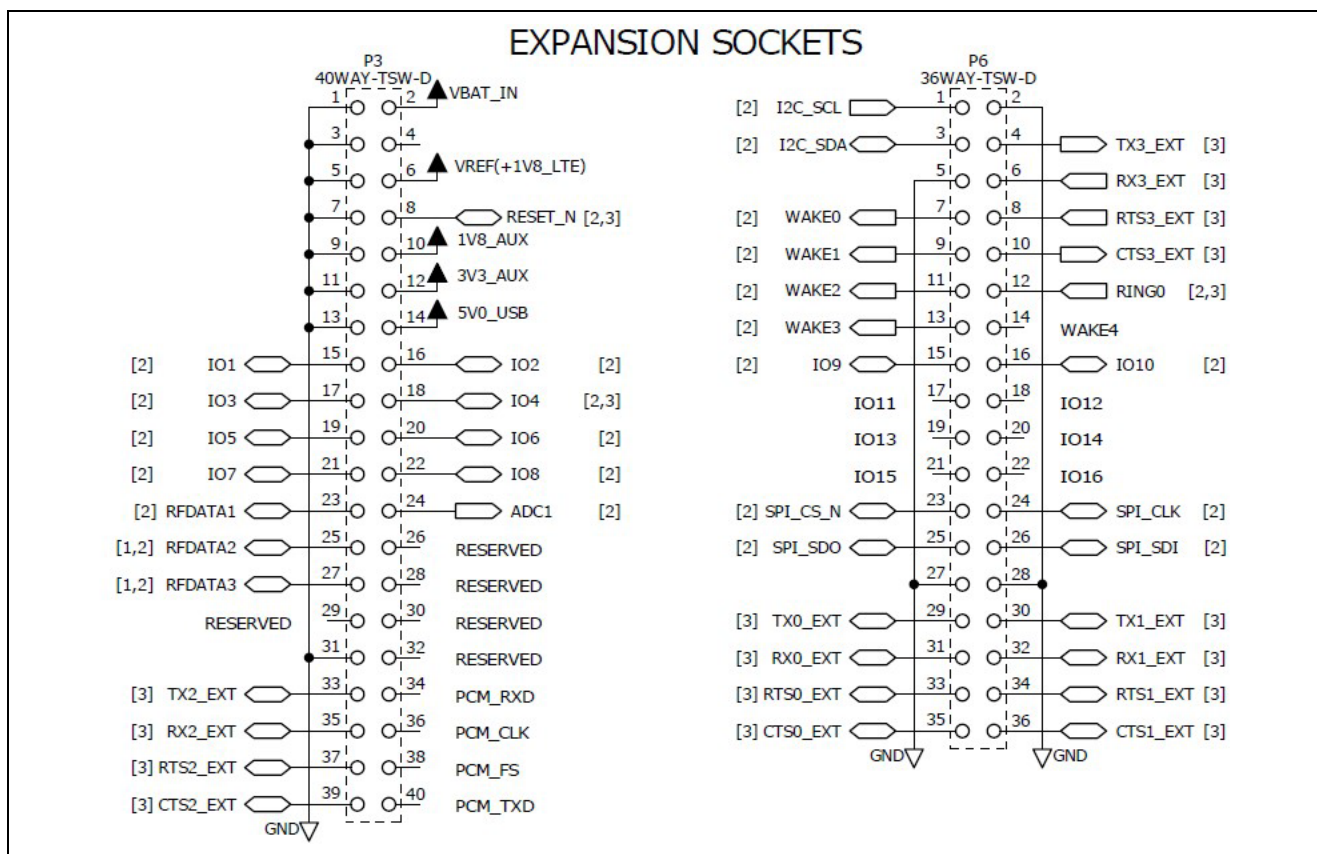 EXPANSION SOCKETS
P3
40WAY-TSW-D
1 2 VBAT_IN
3 4
5 6 VREF(+1V8_LTE)
7 8 RESET_N [2,3]
9 10 1V8_AUX
11 12 3V3_AUX
13 14 5V0_USB
[2] IO1 15 16 IO2 [2]
[2] IO3 17 18 IO4 [2,3]
[2] IO5 19 20 IO6 [2]
[2] IO7 21 22 IO8 [2]
[2] RFDATA1 23 24 ADC1 [2]
[1,2] RFDATA2 25 26 RESERVED
[1,2] RFDATA3 27 28 RESERVED
RESERVED 29 30 RESERVED
31 32 RESERVED
[3] TX2_EXT 33 34 PCM_RXD
[3] RX2_EXT 35 36 PCM_CLK
[3] RTS2_EXT 37 38 PCM_FS
[3] CTS2_EXT 39 40 PCM_TXD
GND
P6
36WAY-TSW-D
[2] I2C_SCL 1 2
[2] I2C_SDA 3 4 TX3_EXT [3]
5 6 RX3_EXT [3]
[2] WAKE0 7 8 RTS3_EXT [3]
[2] WAKE1 9 10 CTS3_EXT [3]
[2] WAKE2 11 12 RING0 [2,3]
[2] WAKE3 13 14 WAKE4
[2] IO9 15 16 IO10 [2]
IO11 17 18 IO12
IO13 19 20 IO14
IO15 21 22 IO16
[2] SPI_CS_N 23 24 SPI_CLK [2]
[2] SPI_SDO 25 26 SPI_SDI [2]
27 28
[3] TX0_EXT 29 30 TX1_EXT [3]
[3] RX0_EXT 31 32 RX1_EXT [3]
[3] RTS0_EXT 33 34 RTS1_EXT [3]
[3] CTS0_EXT 35 36 CTS1_EXT [3]
GND GND